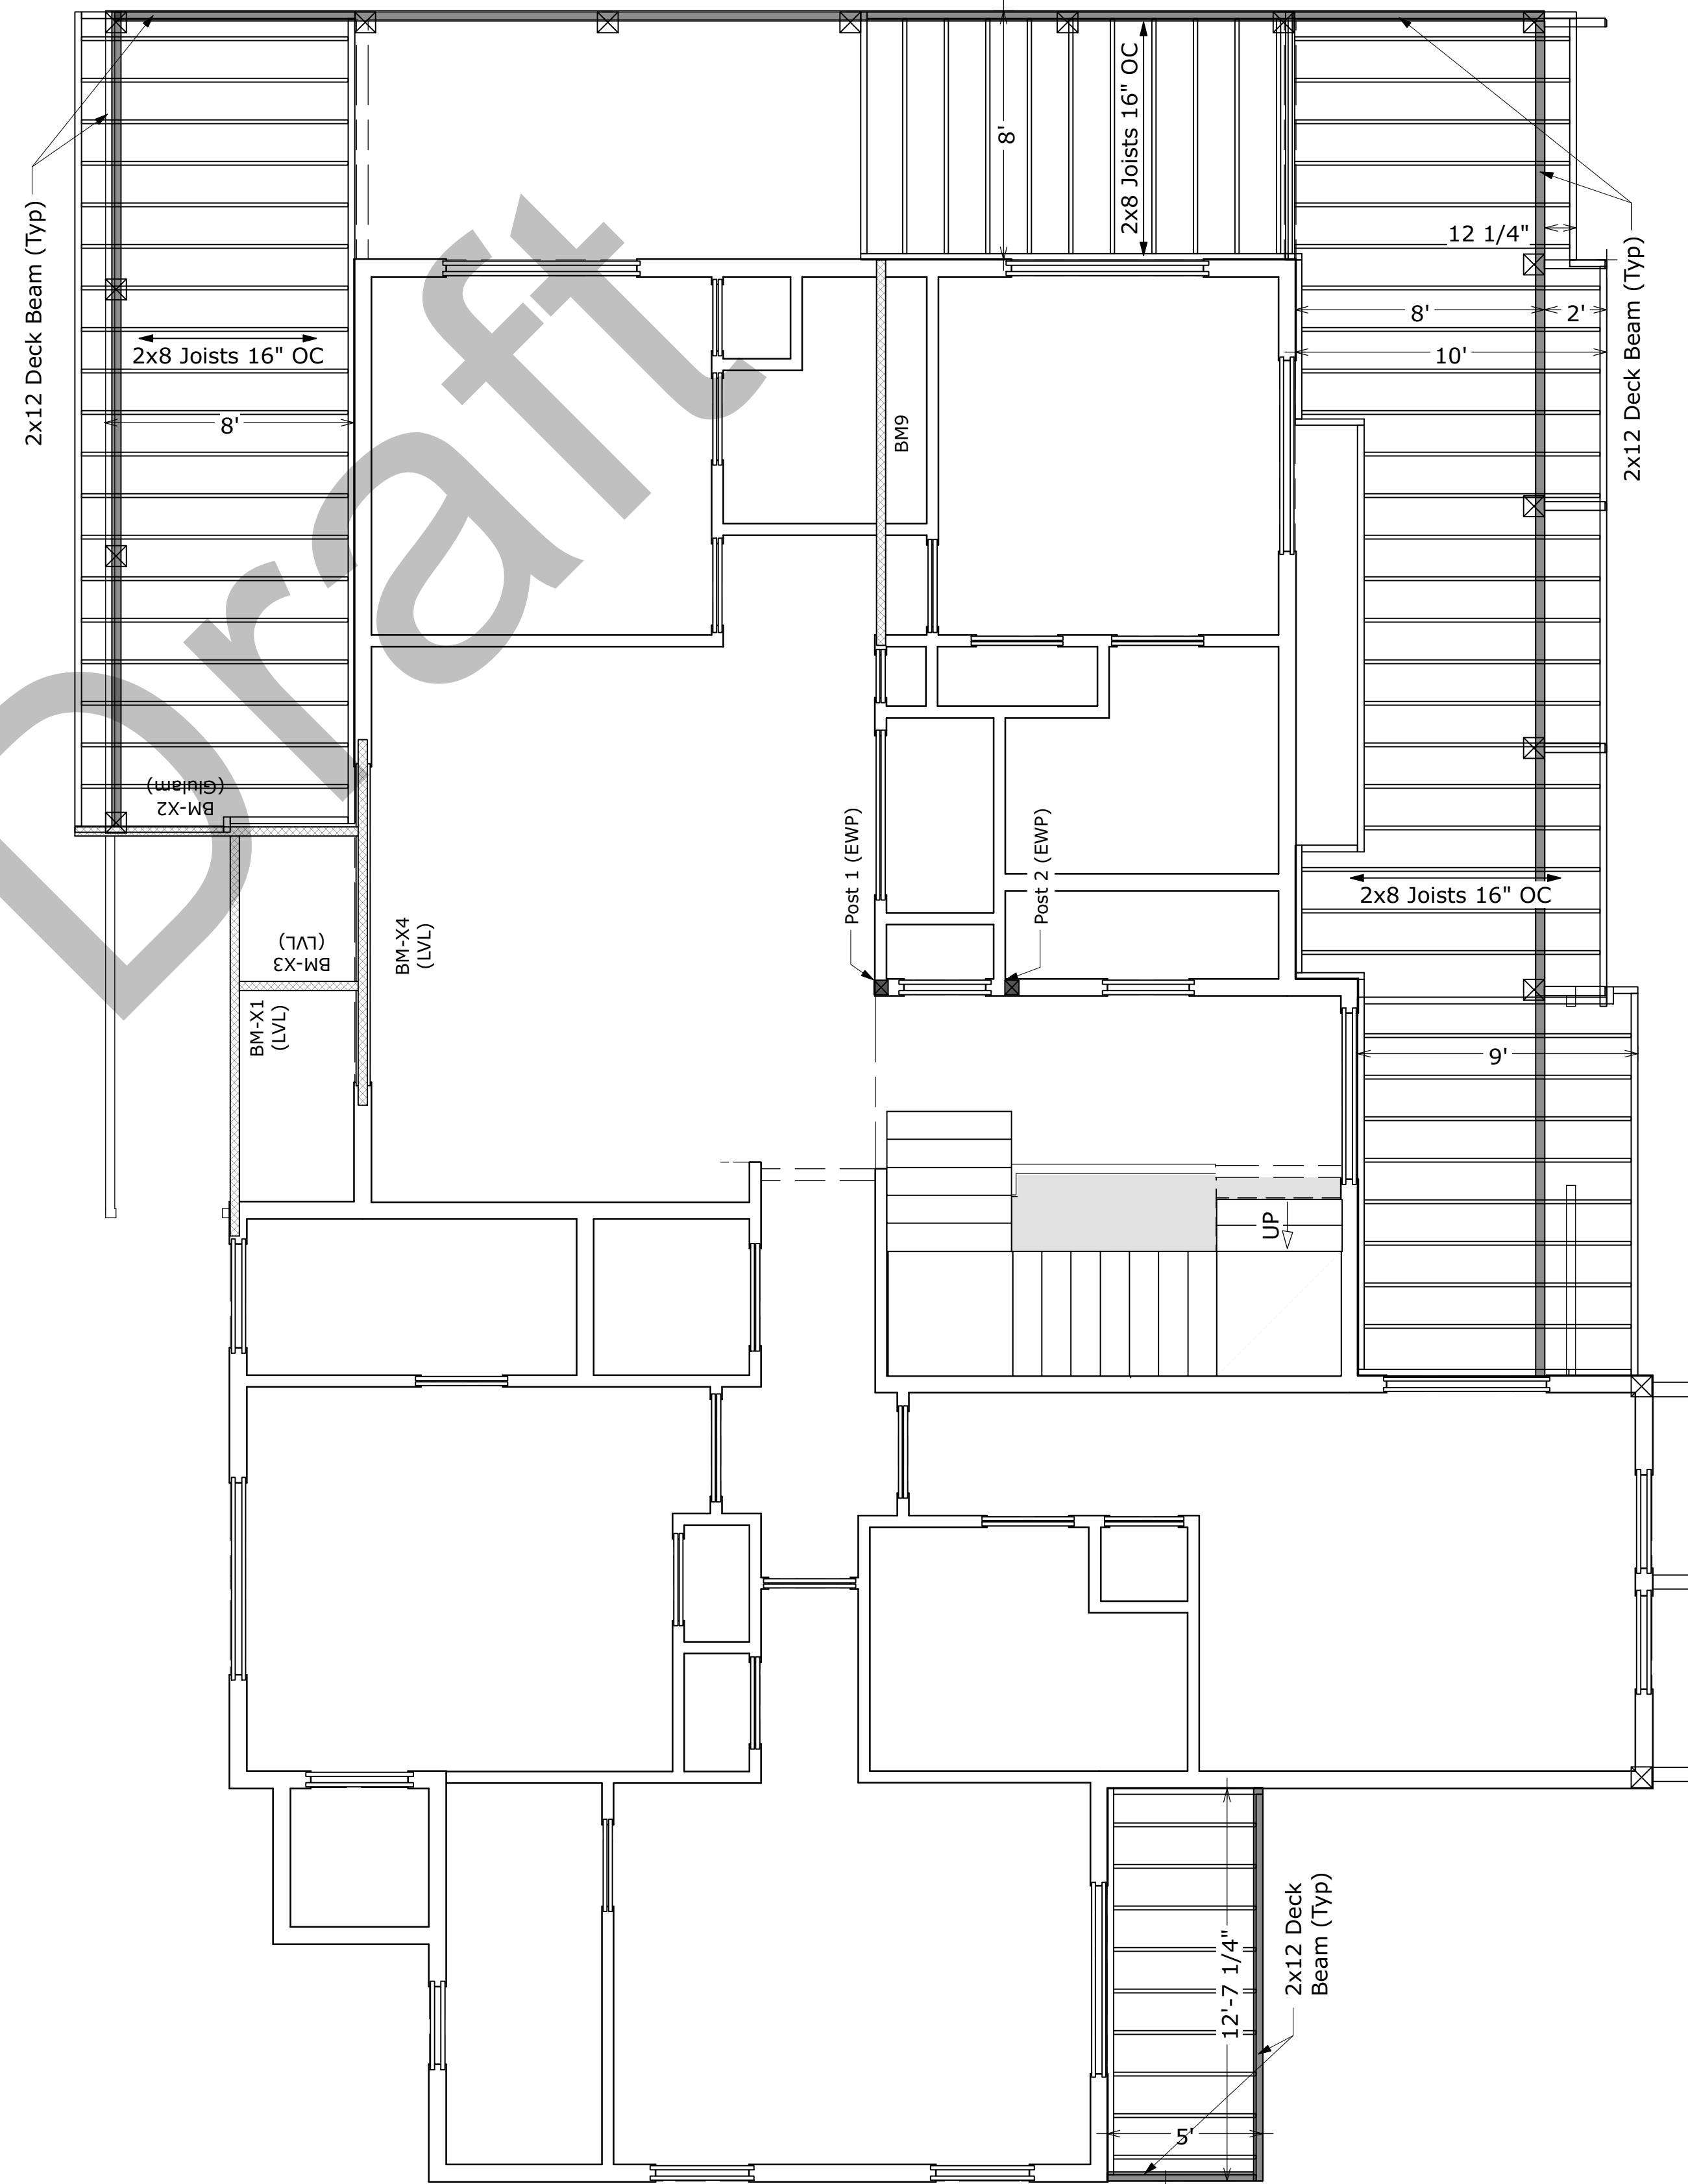 8'
2x8 Joists 16" OC
2x12 Deck Beam (Typ)
12 1/4"
2x12 Deck Beam (Typ)
8'
2'
2x8 Joists 16" OC
10'
8'
BM9
Draft
BM-X2
(Glulam)
Post 1 (EWP)
Post 2 (EWP)
2x8 Joists 16" OC
BM-X4
(LVL)
BM-X3
(LVL)
BM-X1
(LVL)
9'
UP
2x12 Deck
Beam (Typ)
12'-7 1/4"
5'